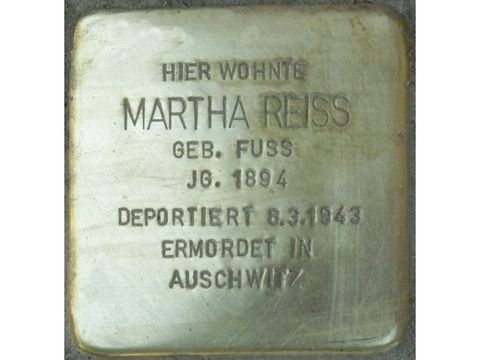 HIER WOHNTE
MARTHA REISS
GEB. FUSS
JG. 1894
DEPORTIERT 6.3.1943
ERMORDET IN
AUSCHWITZ